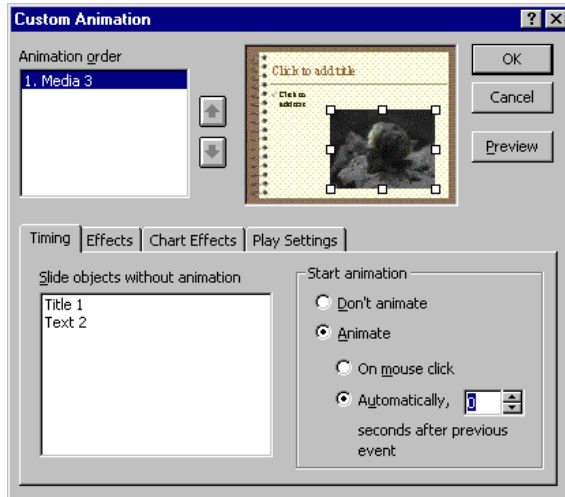 Custom Animation
Animation order
1. Media 3
Click to add title
Click to
add text
OK
Cancel
Preview
Timing
Effects
Chart Effects
Play Settings
Slide objects without animation
Title 1
Text 2
Start animation
Don't animate
Animate
On mouse click
Automatically, 0
seconds after previous
event